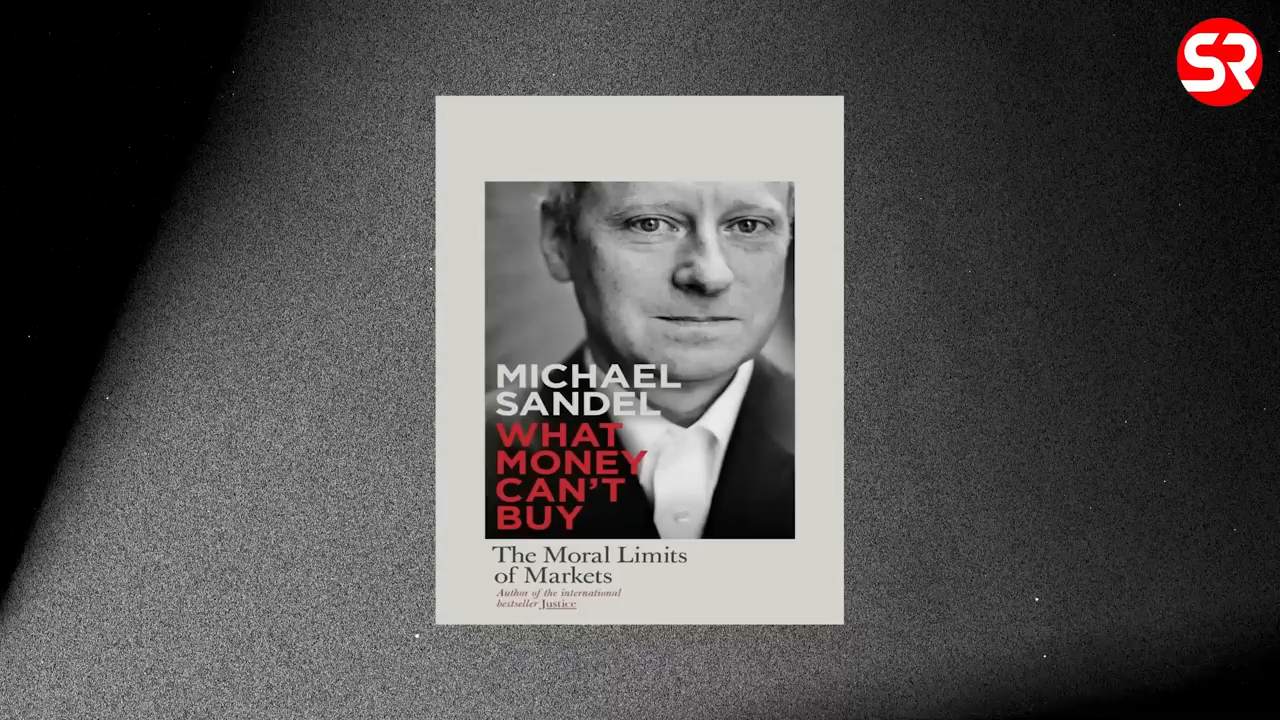 SR
MICHAEL
SANDEL
WHAT
MONEY
CAN'T
BUY
The Moral Limits
of Markets
Author of the international
bestseller Justice